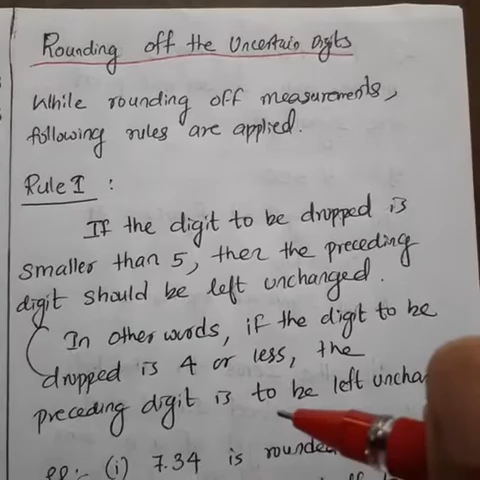 Rounding off the Uncertain Digits
While rounding off measurements,
following rules are applied.
Rule I :
If the digit to be dropped is
smaller than 5, then the preceding
digit should be left unchanged.
In other words, if the digit to be
dropped is 4 or less, the
preceding digit is to be left uncha
eg:- (i) 7.34 is rounded